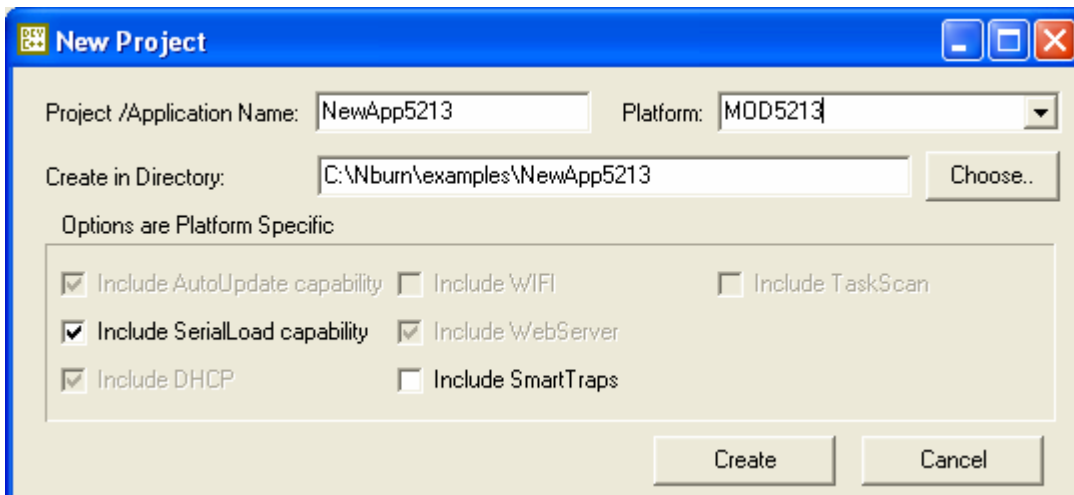 DEV C++ New Project
Project /Application Name: NewApp5213 Platform: MOD5213
Create in Directory: C:\Nburn\examples\NewApp5213 Choose..
Options are Platform Specific
Include AutoUpdate capability Include WIFI Include TaskScan
Include SerialLoad capability Include WebServer
Include DHCP Include SmartTraps
Create Cancel